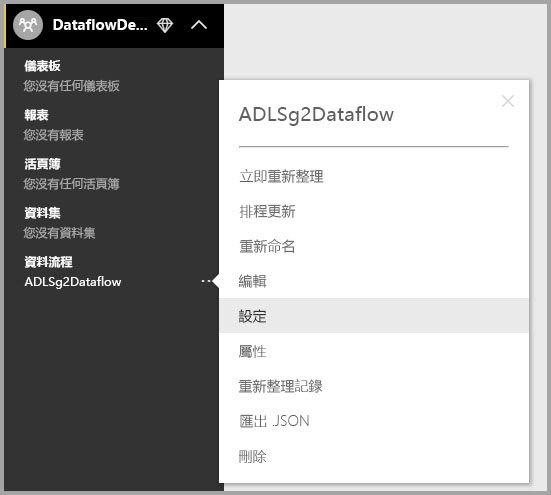 DataflowDe...
儀表板
您沒有任何儀表板
報表
您沒有報表
活頁簿
您沒有任何活頁簿
資料集
您沒有資料集
資料流程
ADLSg2Dataflow
ADLSg2Dataflow
立即重新整理
排程更新
重新命名
編輯
設定
屬性
重新整理記錄
匯出 JSON
刪除